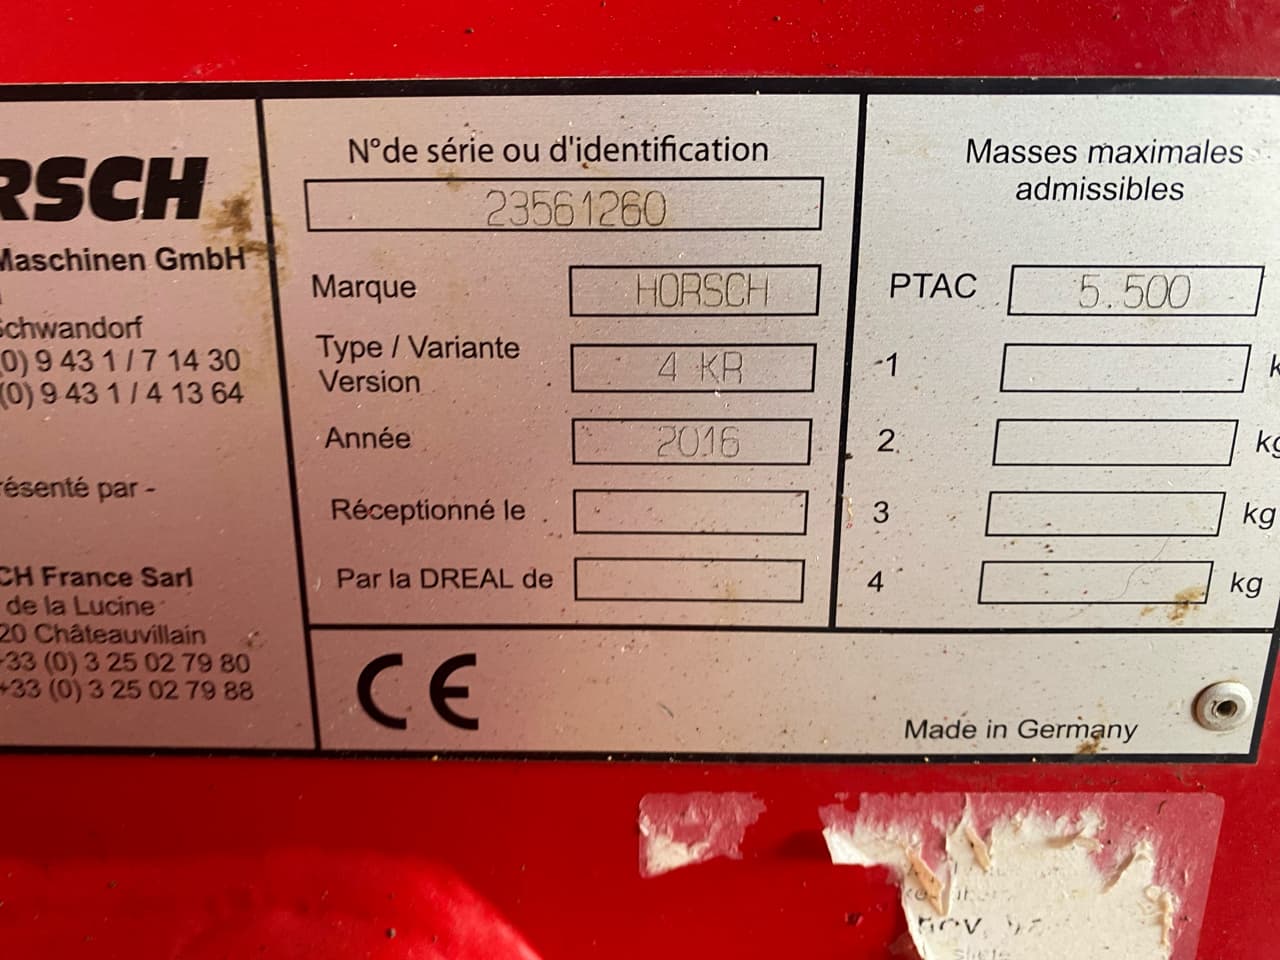 RSCH
Maschinen GmbH
Schwandorf
(0) 9 43 1 / 7 14 30
(0) 9 43 1 / 4 13 64
résenté par -
CH France Sarl
de la Lucine
20 Châteauvillain
+33 (0) 3 25 02 79 80
+33 (0) 3 25 02 79 88
N°de série ou d'identification
23561260
Marque HORSCH
Type / Variante
Version 4 KR
Année 2016
Réceptionné le
Par la DREAL de
CE
Masses maximales
admissibles
PTAC 5.500
-1 k
2 kg
3 kg
4 kg
Made in Germany